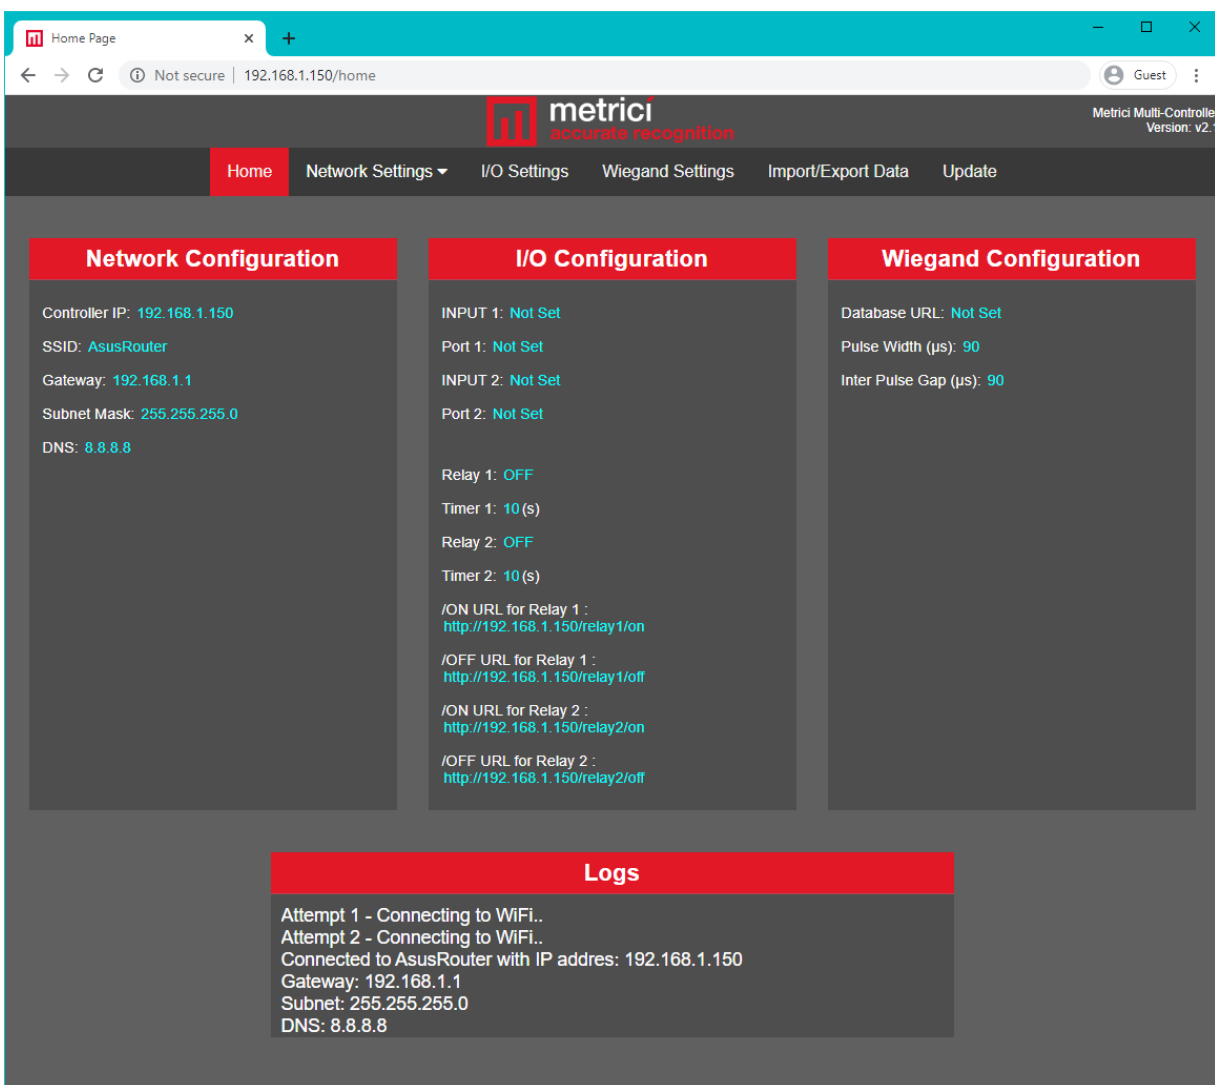 Home Page
Not secure | 192.168.1.150/home
Guest
metrici
accurate recognition
Metrici Multi-Controlle
Version: v2.
Home
Network Settings
I/O Settings
Wiegand Settings
Import/Export Data
Update
Network Configuration
Controller IP: 192.168.1.150
SSID: AsusRouter
Gateway: 192.168.1.1
Subnet Mask: 255.255.255.0
DNS: 8.8.8.8
I/O Configuration
INPUT 1: Not Set
Port 1: Not Set
INPUT 2: Not Set
Port 2: Not Set
Relay 1: OFF
Timer 1: 10 (s)
Relay 2: OFF
Timer 2: 10 (s)
/ON URL for Relay 1 :
http://192.168.1.150/relay1/on
/OFF URL for Relay 1 :
http://192.168.1.150/relay1/off
/ON URL for Relay 2 :
http://192.168.1.150/relay2/on
/OFF URL for Relay 2 :
http://192.168.1.150/relay2/off
Wiegand Configuration
Database URL: Not Set
Pulse Width (µs): 90
Inter Pulse Gap (µs): 90
Logs
Attempt 1 - Connecting to WiFi..
Attempt 2 - Connecting to WiFi..
Connected to AsusRouter with IP addres: 192.168.1.150
Gateway: 192.168.1.1
Subnet: 255.255.255.0
DNS: 8.8.8.8